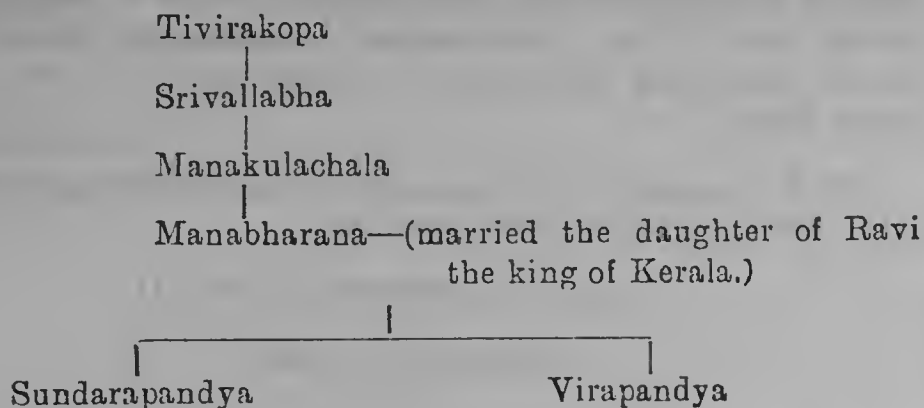 Tivirakopa
Srivallabha
Manakulachala
Manabharana—(married the daughter of Ravi
the king of Kerala.)
Sundarapandya Virapandya